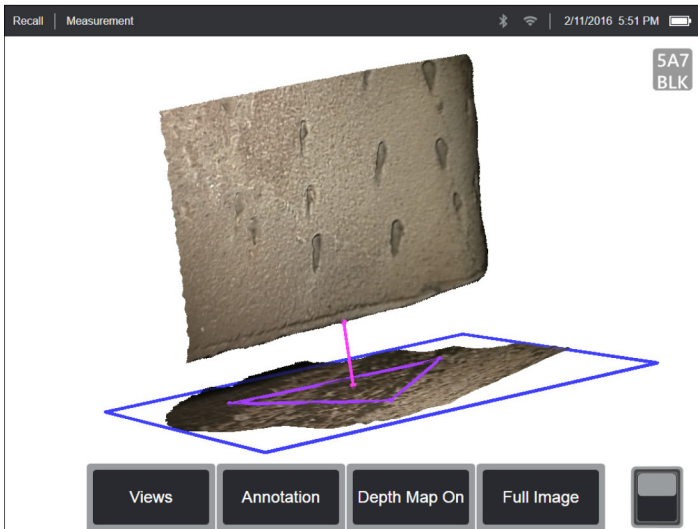 Recall | Measurement 2/11/2016 5:51 PM
5A7
BLK
Views Annotation Depth Map On Full Image